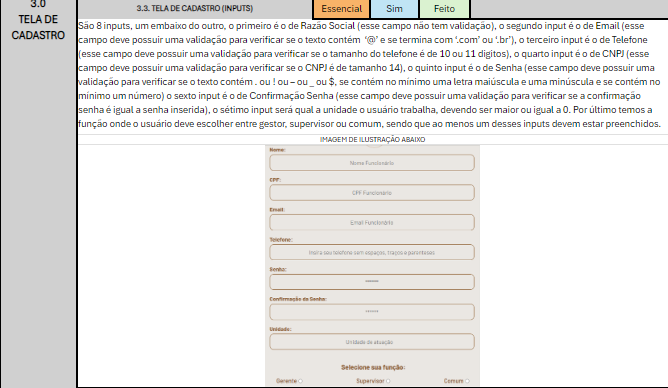 3.0
TELA DE
CADASTRO
3.3. TELA DE CADASTRO (INPUTS)
Essencial
Sim
Feito
São 8 inputs, um embaixo do outro, o primeiro é o de Razão Social (esse campo não tem validação), o segundo input é o de Email (esse
campo deve possuir uma validação para verificar se o texto contém '@' e se termina com '.com' ou '.br'), o terceiro input é o de Telefone
(esse campo deve possuir uma validação para verificar se o tamanho do telefone é de 10 ou 11 digitos), o quarto input é o de CNPJ (esse
campo deve possuir uma validação para verificar se o CNPJ é de tamanho 14), o quinto input é o de Senha (esse campo deve possuir uma
validação para verificar se o texto contém . ou ! ou – ou _ ou $, se contém no mínimo uma letra maiúscula e uma minúscula e se contém no
mínimo um número) o sexto input é o de Confirmação Senha (esse campo deve possuir uma validação para verificar se a confirmação
senha é igual a senha inserida), o sétimo input será qual a unidade o usuário trabalha, devendo ser maior ou igual a 0. Por último temos a
função onde o usuário deve escolher entre gestor, supervisor ou comum, sendo que ao menos um desses inputs devem estar preenchidos.
IMAGEM DE ILUSTRAÇÃO ABAIXO
Nome:
Nome Funcionário
CPF:
CPF Funcionário
Email:
Email Funcionário
Telefone:
Insira seu telefone sem espaços, traços e parenteses
Senha:
******
Confirmação da Senha:
******
Unidade:
Unidade de atuação
Selecione sua função:
Gerente
Supervisor
Comum